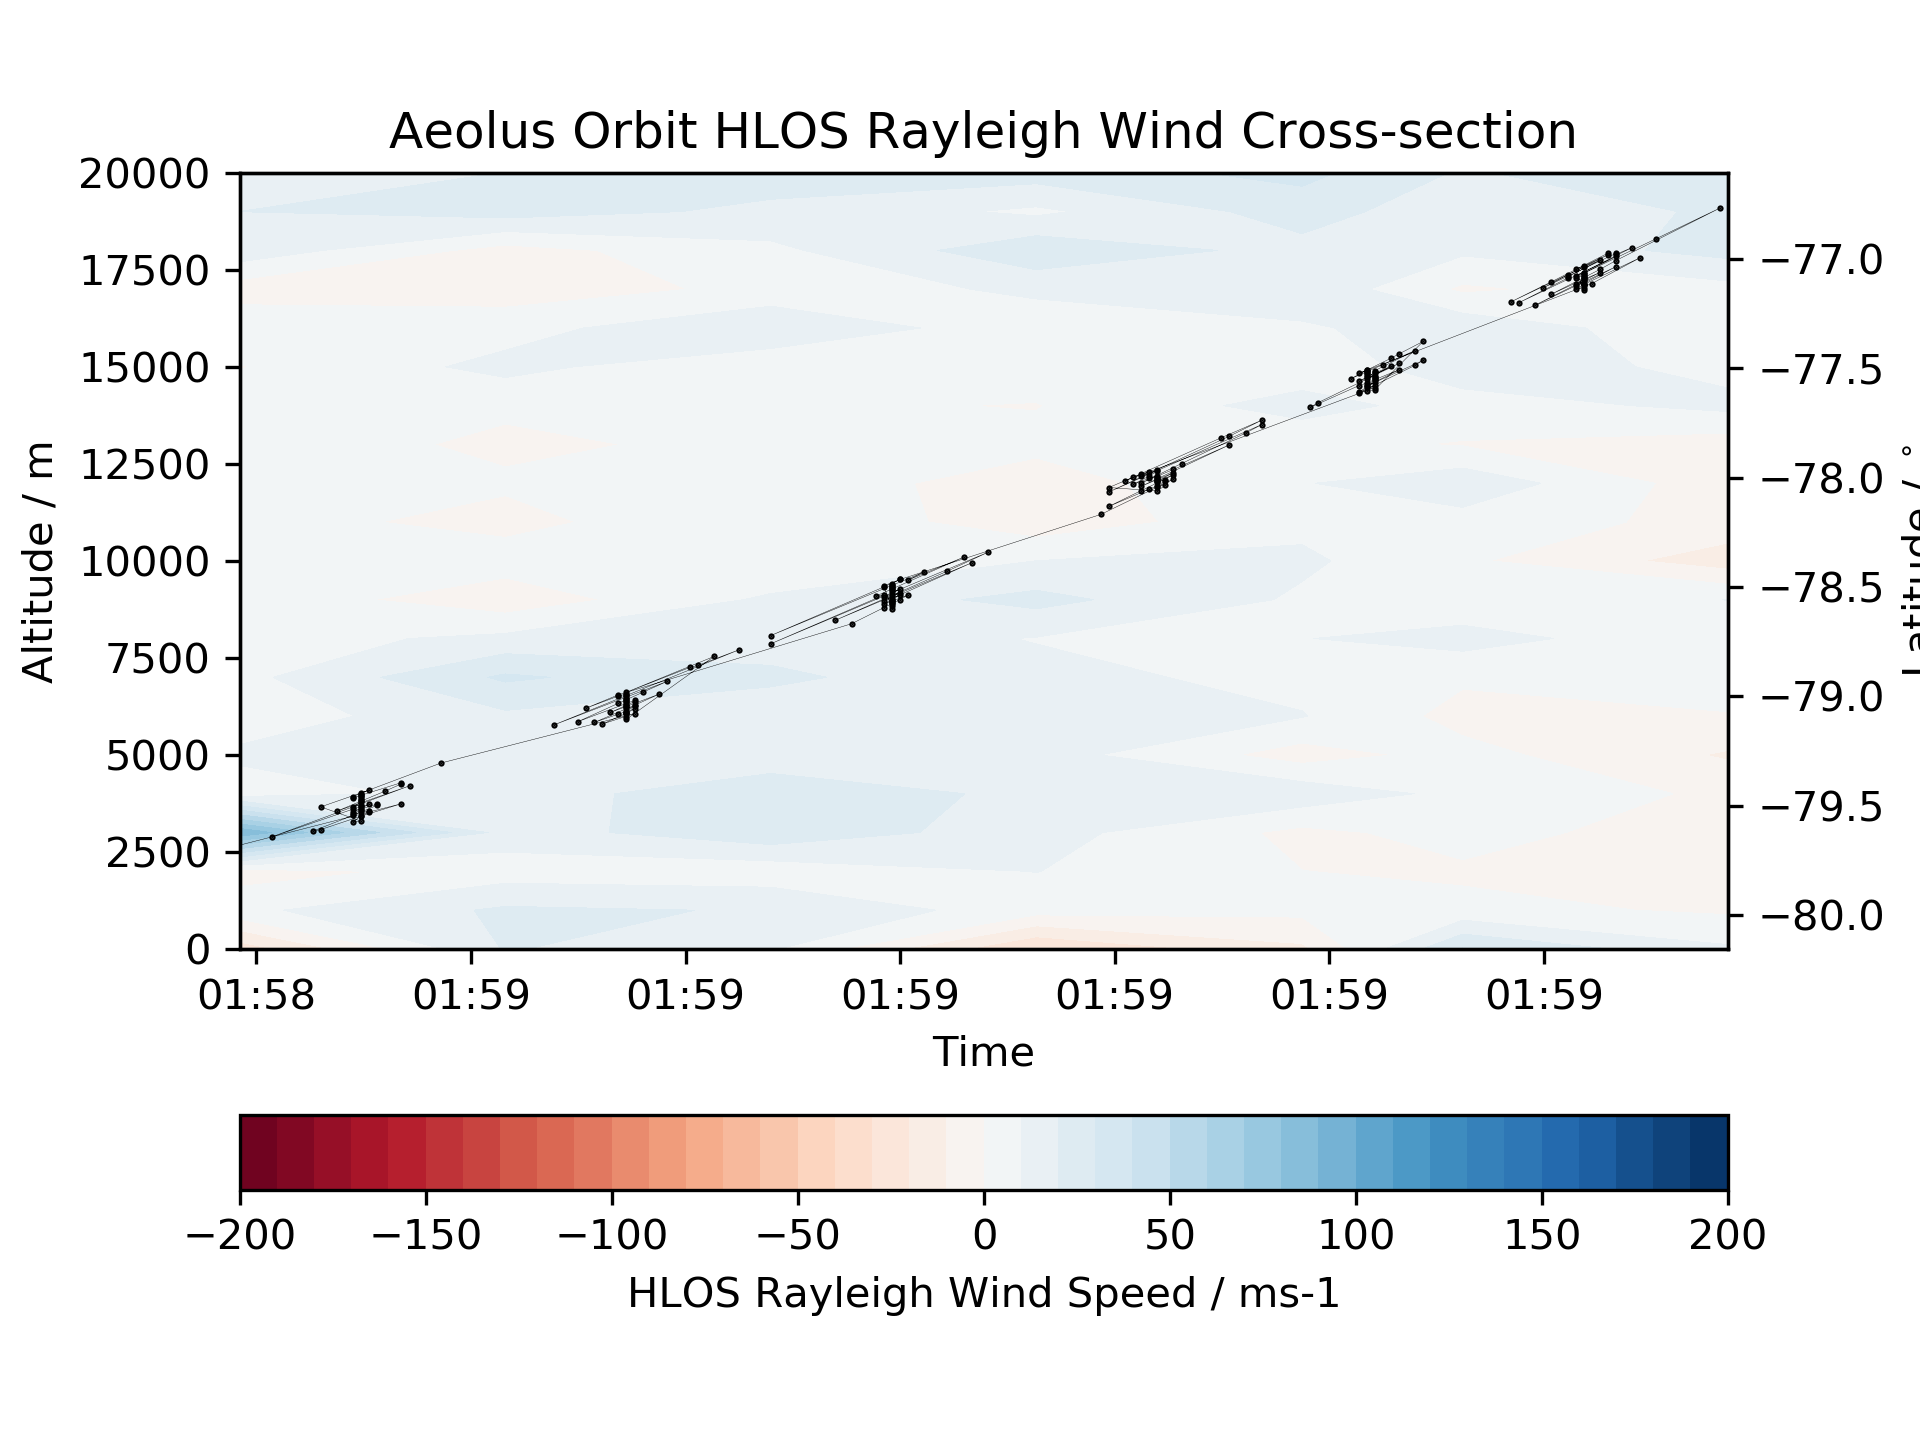 Aeolus Orbit HLOS Rayleigh Wind Cross-section
20000
17500
15000
12500
10000
7500
5000
2500
0
Altitude / m
−77.0
−77.5
−78.0
−78.5
−79.0
−79.5
−80.0
Latitude / °
01:58 01:59 01:59 01:59 01:59 01:59 01:59
Time
−200 −150 −100 −50 0 50 100 150 200
HLOS Rayleigh Wind Speed / ms-1